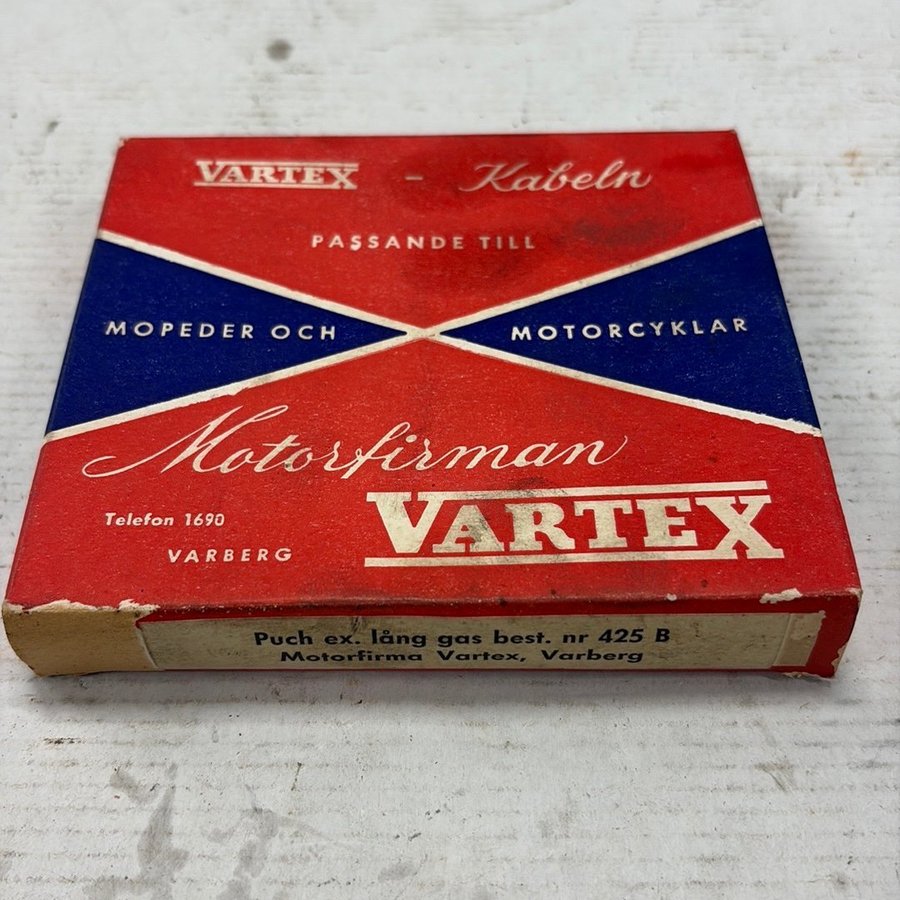 VARTEX - Kabeln
PASSANDE TILL
MOPEDER OCH MOTORCYKLAR
Motorfirman
VARTEX
Telefon 1690
VARBERG
Puch ex. lång gas best. nr 425 B
Motorfirma Vartex, Varberg